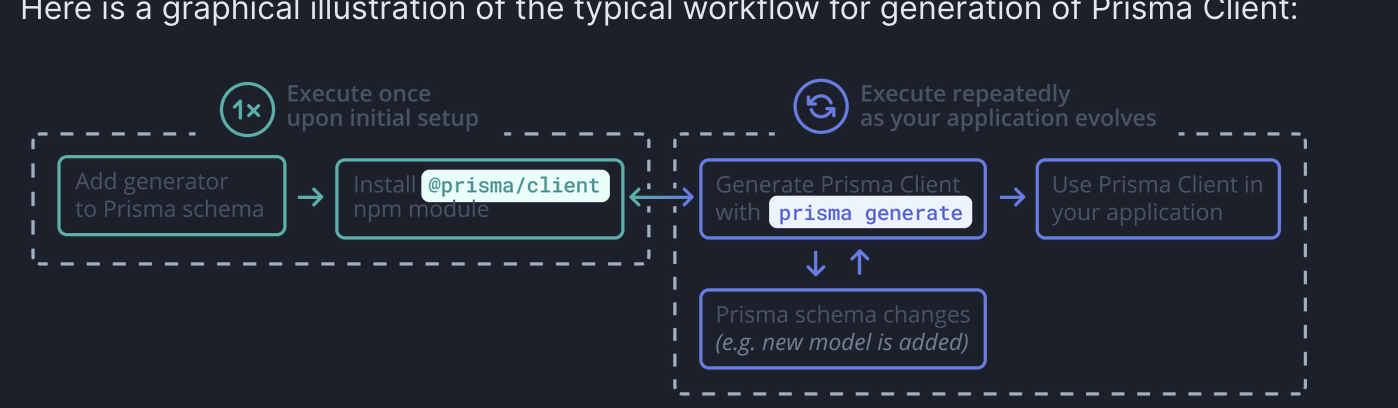 Here is a graphical illustration of the typical workflow for generation of Prisma Client:
1×
Execute once
upon initial setup
Add generator
to Prisma schema
Install @prisma/client
npm module
Execute repeatedly
as your application evolves
Generate Prisma Client
with prisma generate
Use Prisma Client in
your application
Prisma schema changes
(e.g. new model is added)